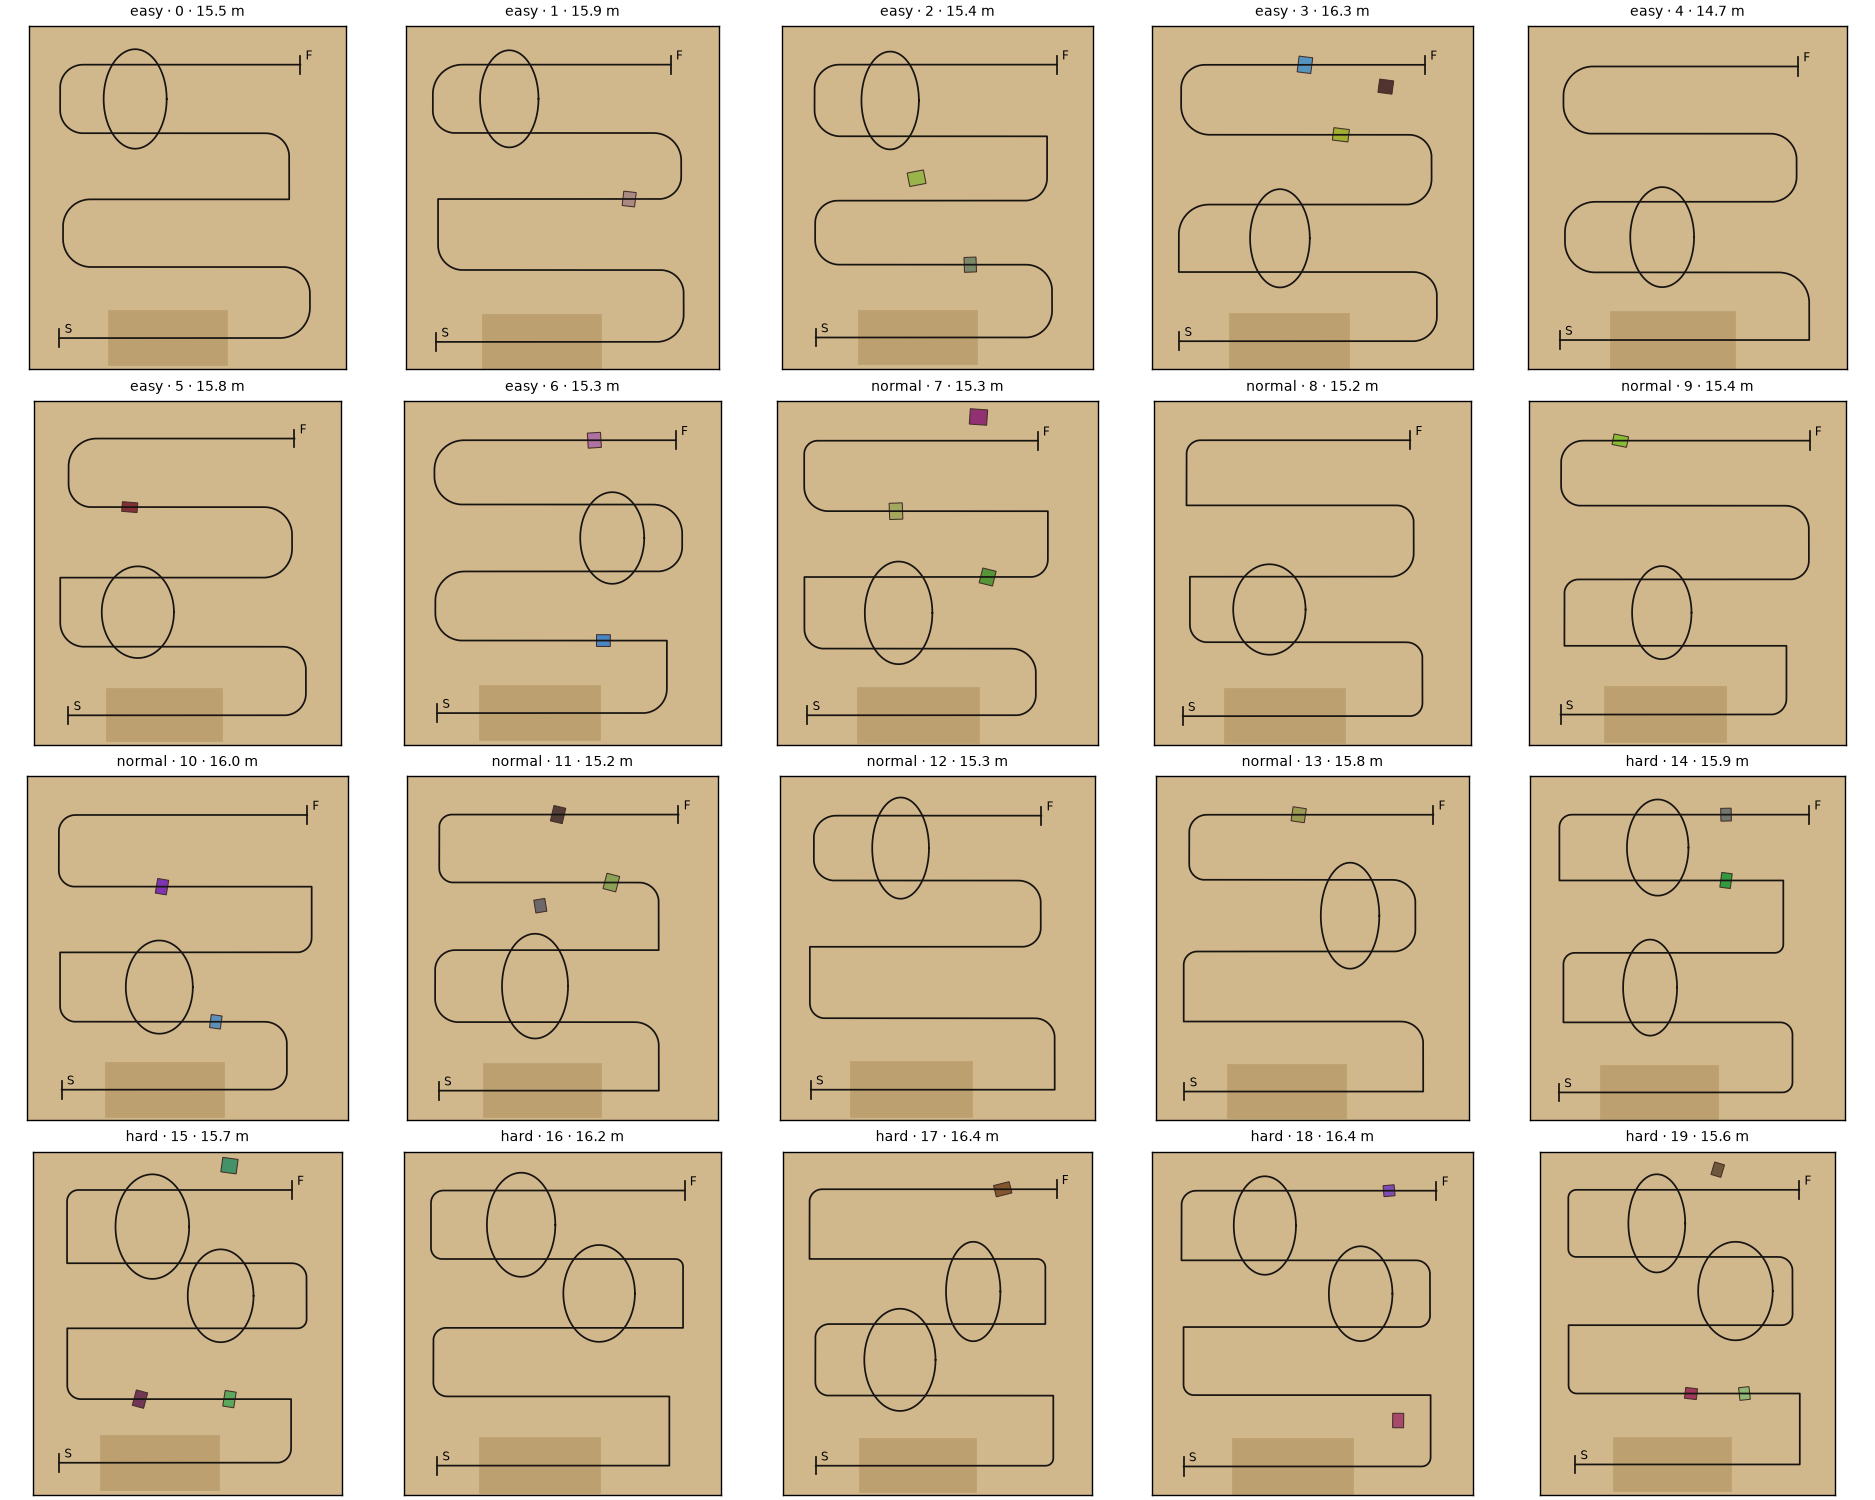 easy · 0 · 15.5 m
easy · 1 · 15.9 m
easy · 2 · 15.4 m
easy · 3 · 16.3 m
easy · 4 · 14.7 m
F
F
F
F
F
S
S
S
S
S
easy · 5 · 15.8 m
easy · 6 · 15.3 m
normal · 7 · 15.3 m
normal · 8 · 15.2 m
normal · 9 · 15.4 m
F
F
F
F
F
S
S
S
S
S
normal · 10 · 16.0 m
normal · 11 · 15.2 m
normal · 12 · 15.3 m
normal · 13 · 15.8 m
hard · 14 · 15.9 m
F
F
F
F
F
S
S
S
S
S
hard · 15 · 15.7 m
hard · 16 · 16.2 m
hard · 17 · 16.4 m
hard · 18 · 16.4 m
hard · 19 · 15.6 m
F
F
F
F
F
S
S
S
S
S